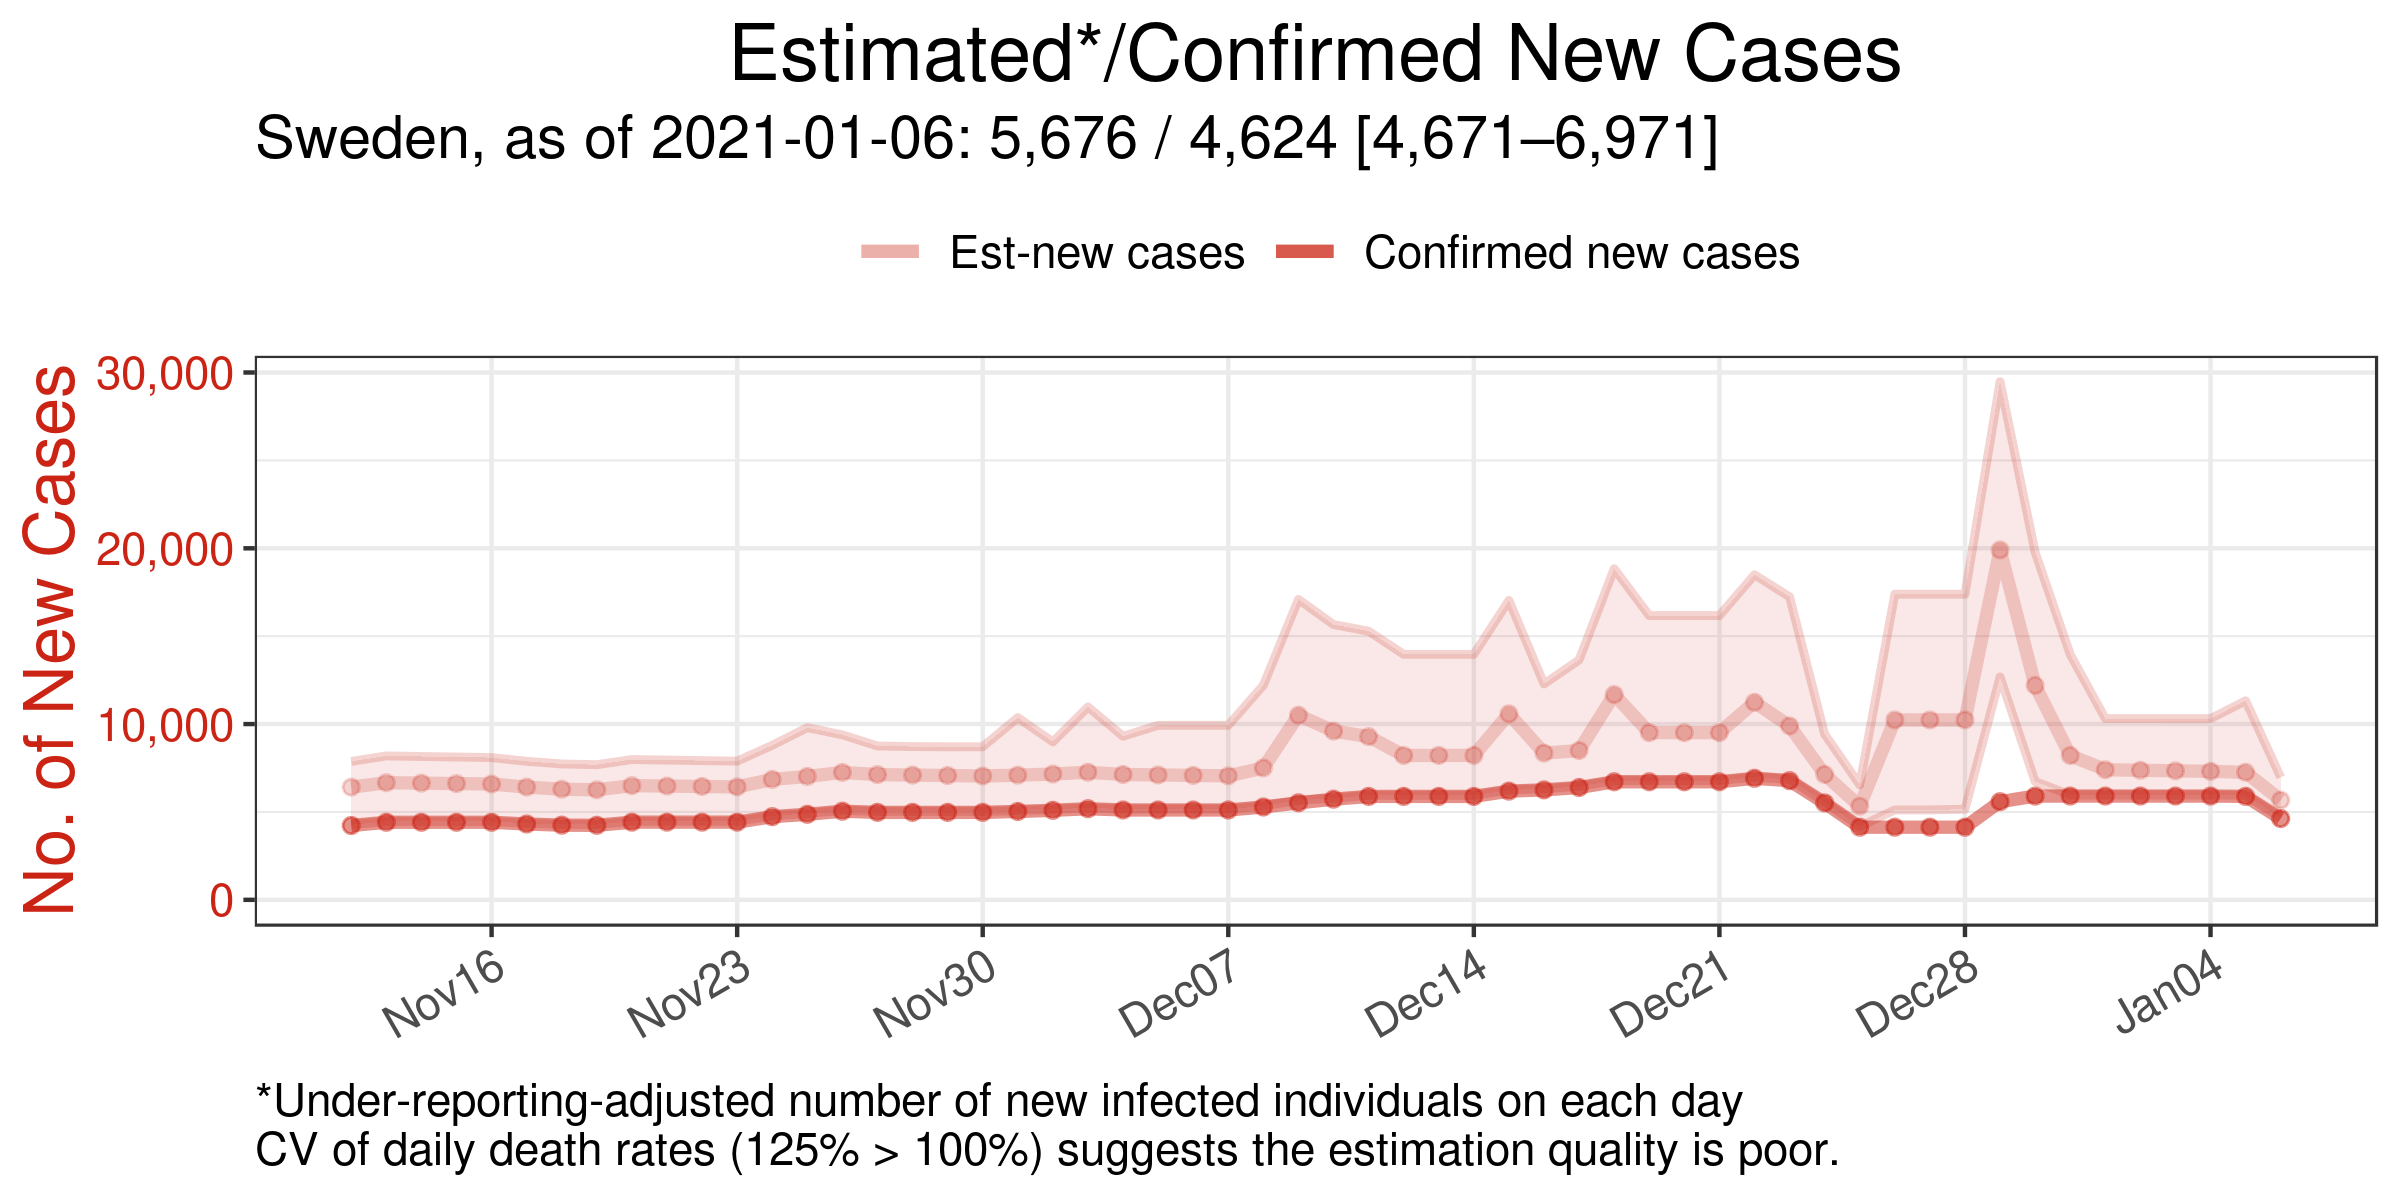 Estimated*/Confirmed New Cases
Sweden, as of 2021-01-06: 5,676 / 4,624 [4,671–6,971]
Est-new cases
Confirmed new cases
No. of New Cases
30,000
20,000
10,000
0
Nov16
Nov23
Nov30
Dec07
Dec14
Dec21
Dec28
Jan04
*Under-reporting-adjusted number of new infected individuals on each day
CV of daily death rates (125% > 100%) suggests the estimation quality is poor.